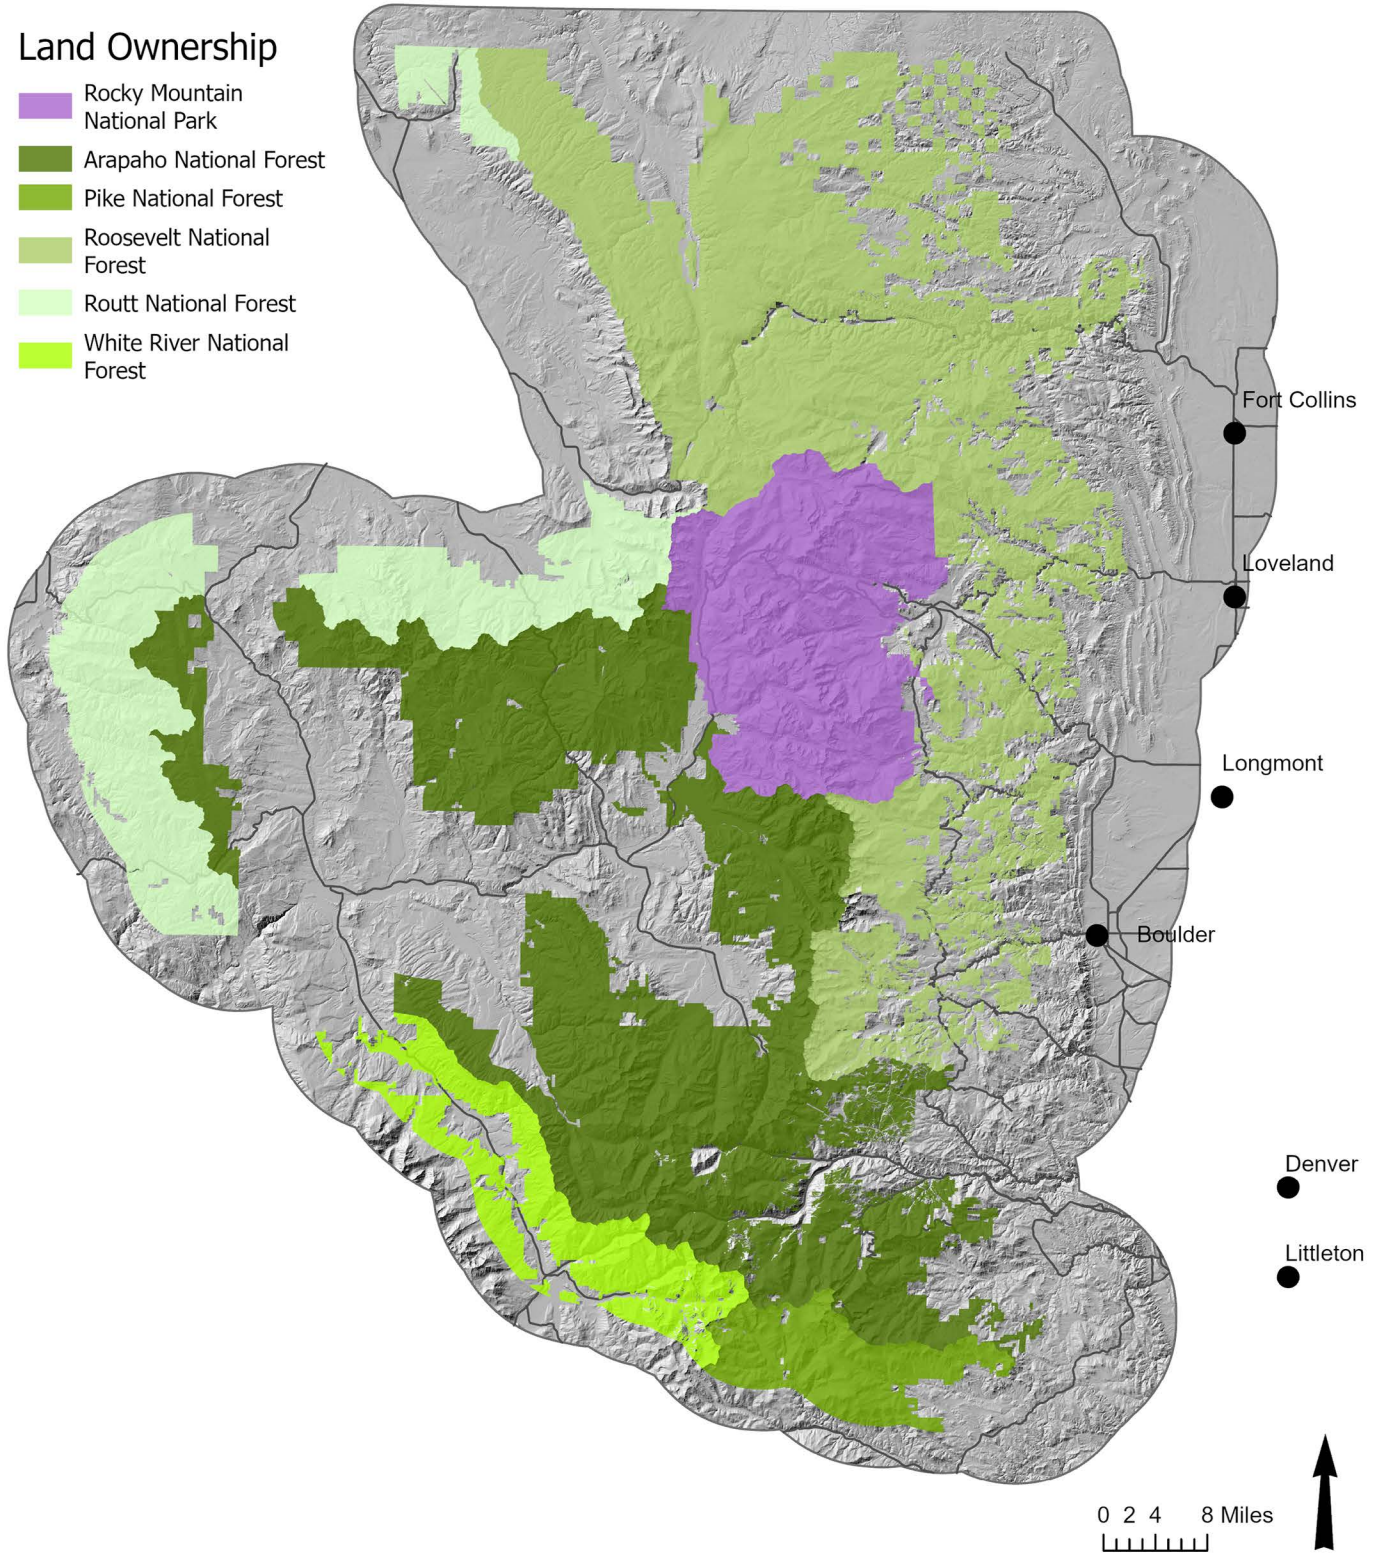 Land Ownership
Rocky Mountain
National Park
Arapaho National Forest
Pike National Forest
Roosevelt National
Forest
Routt National Forest
White River National
Forest
Fort Collins
Loveland
Longmont
Boulder
Denver
Littleton
0 2 4 8 Miles